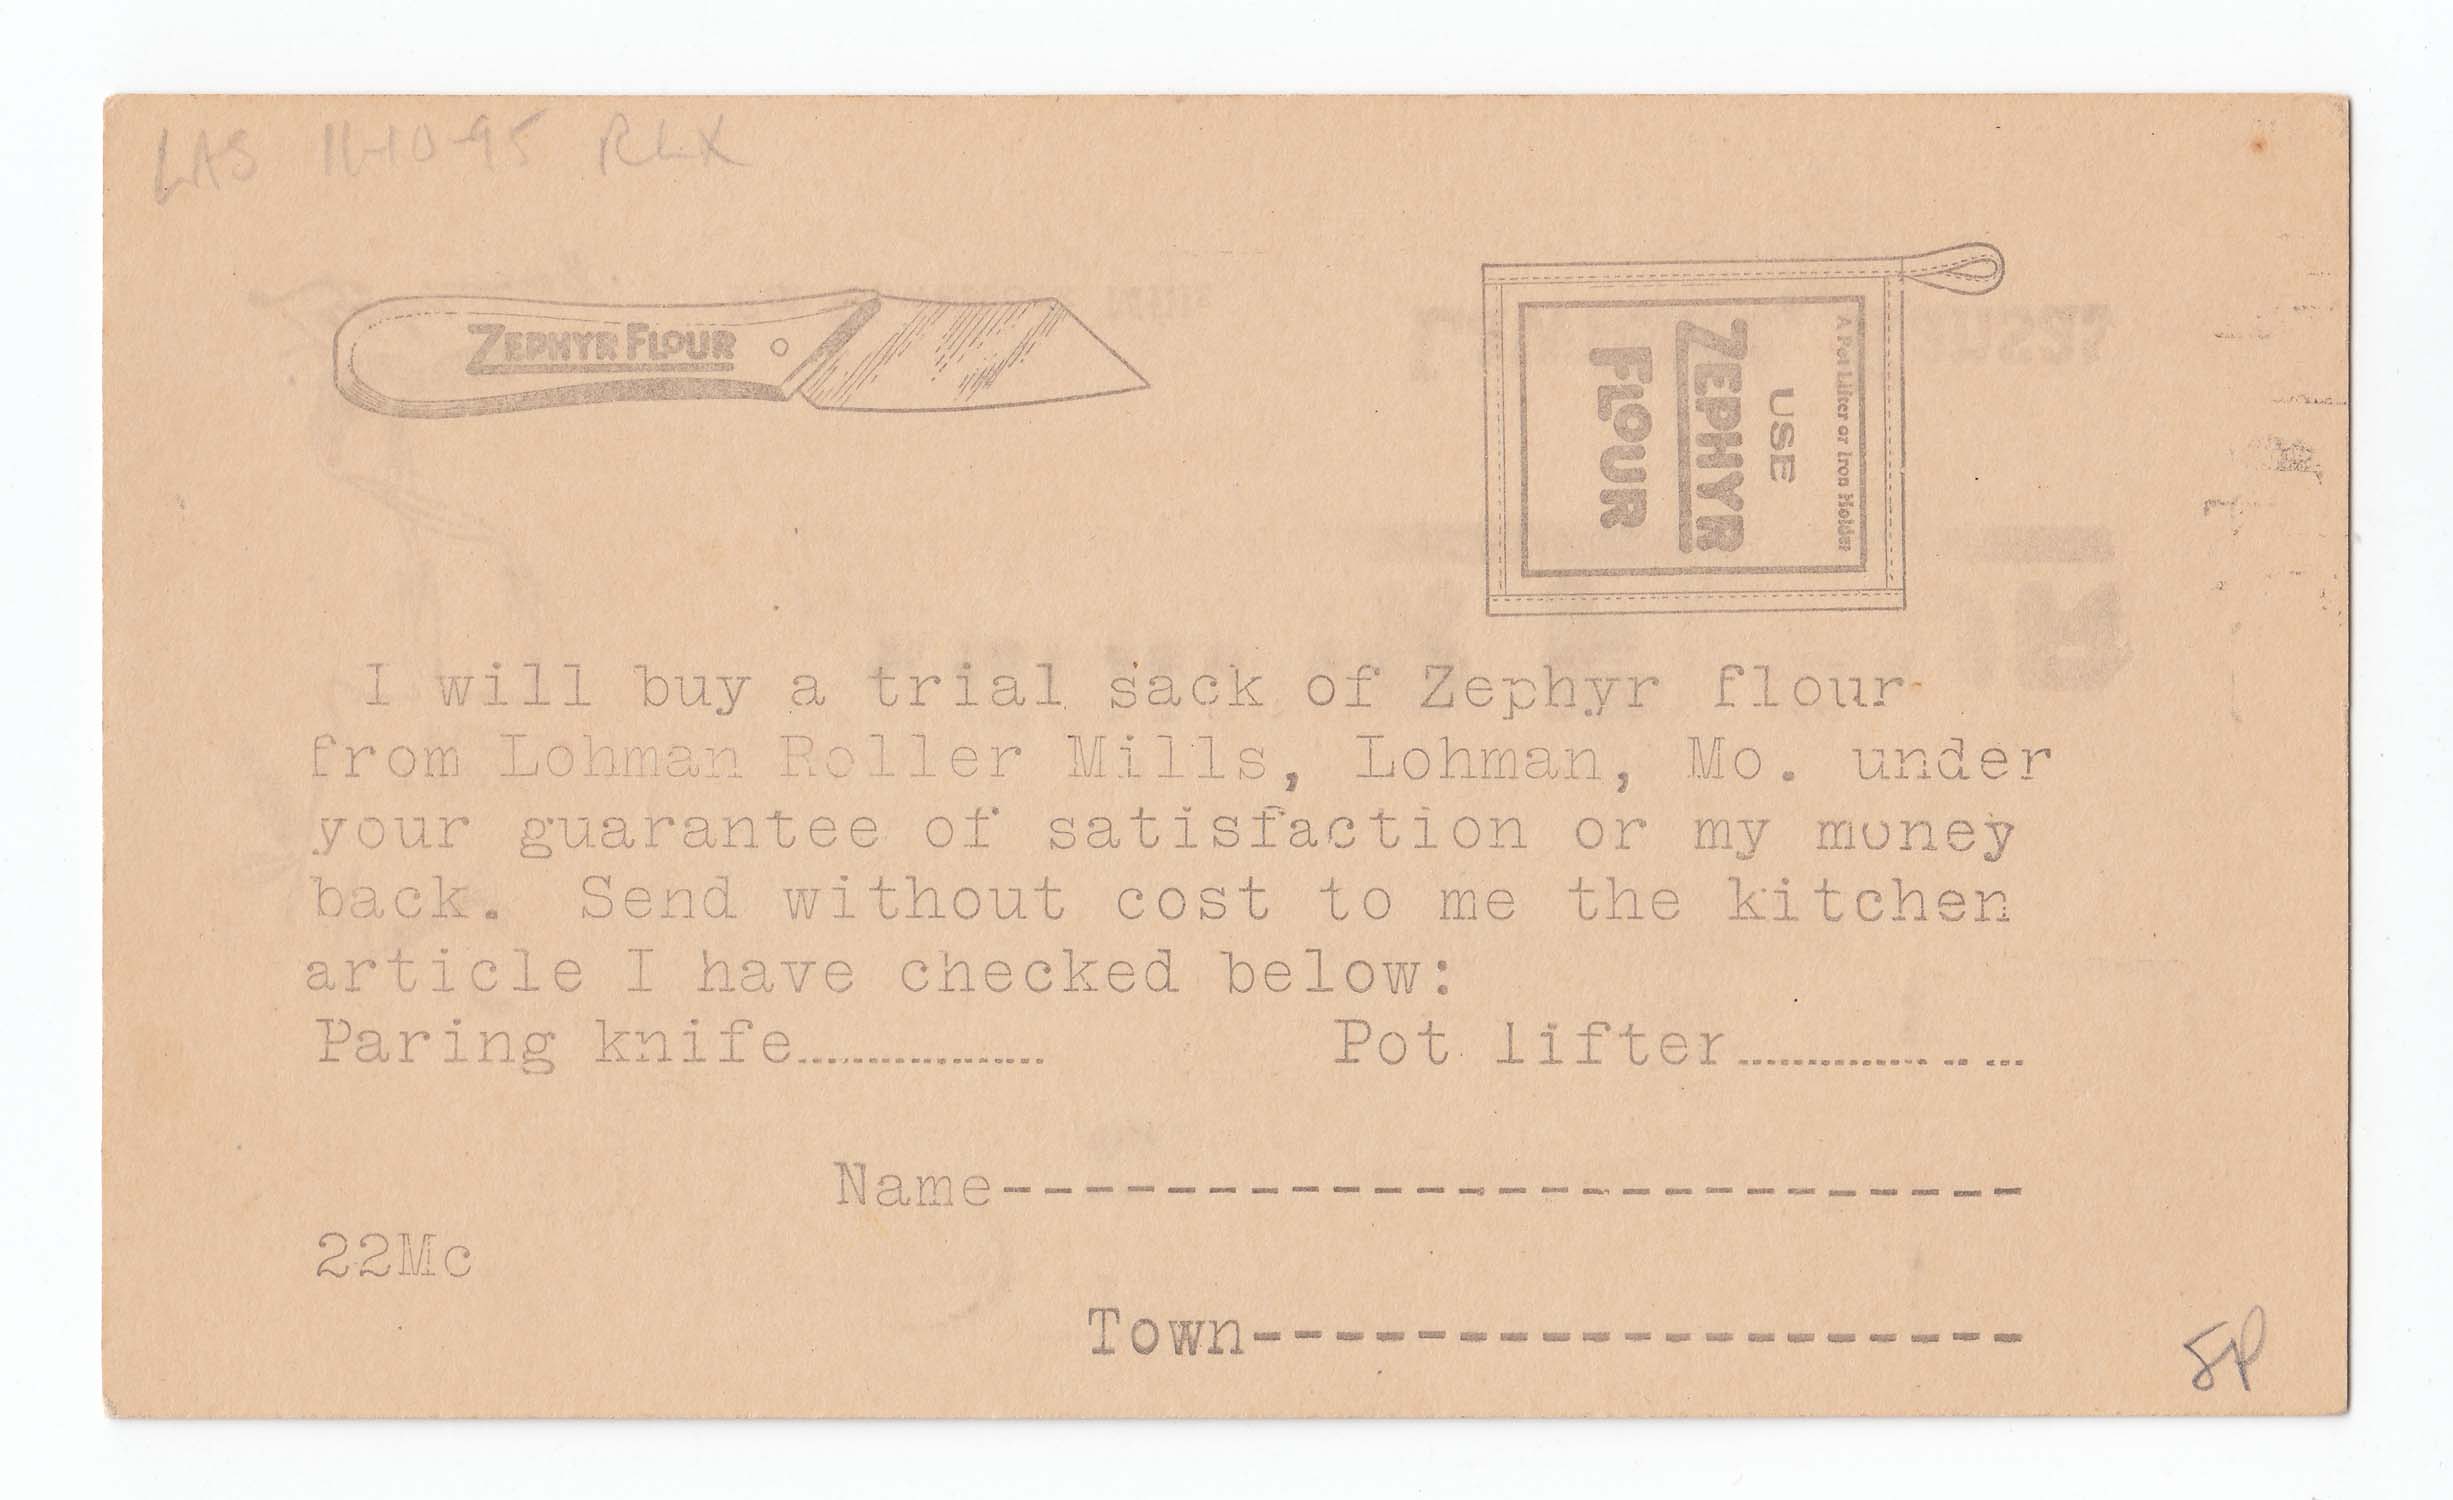 LAS 11-10-95 RLX
ZEPHYR FLOUR
A Pot Lifter or Iron Holder
USE
ZEPHYR
FLOUR
I will buy a trial sack of Zephyr flour
from Lohman Roller Mills, Lohman, Mo. under
your guarantee of satisfaction or my money
back. Send without cost to me the kitchen
article I have checked below:
Paring knife................. Pot lifter.................
Name-------------------------
22Mc
Town-------------------